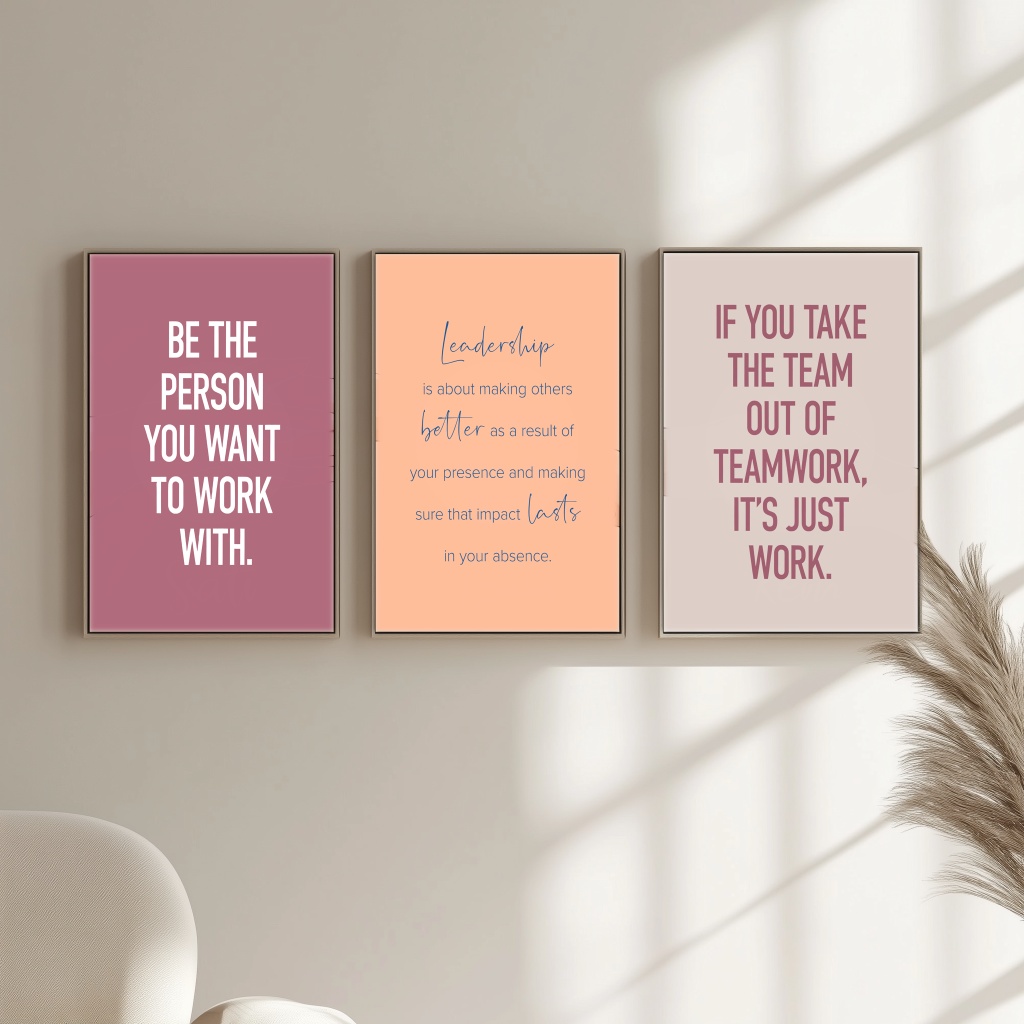 BE THE
PERSON
YOU WANT
TO WORK
WITH.
Leadership
is about making others
better as a result of
your presence and making
sure that impact lasts
in your absence.
IF YOU TAKE
THE TEAM
OUT OF
TEAMWORK,
IT'S JUST
WORK.